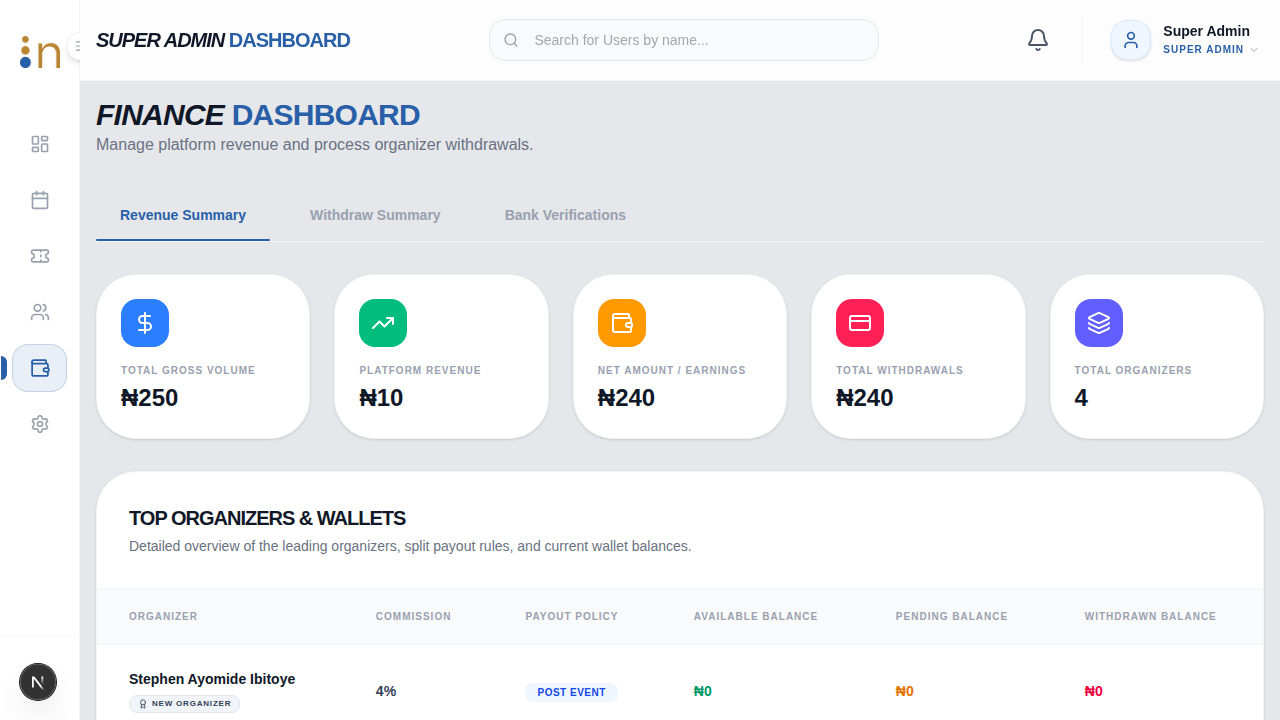 in
SUPER ADMIN DASHBOARD
Search for Users by name...
Super Admin
SUPER ADMIN
FINANCE DASHBOARD
Manage platform revenue and process organizer withdrawals.
Revenue Summary
Withdraw Summary
Bank Verifications
TOTAL GROSS VOLUME
₦250
PLATFORM REVENUE
₦10
NET AMOUNT / EARNINGS
₦240
TOTAL WITHDRAWALS
₦240
TOTAL ORGANIZERS
4
TOP ORGANIZERS & WALLETS
Detailed overview of the leading organizers, split payout rules, and current wallet balances.
ORGANIZER COMMISSION PAYOUT POLICY AVAILABLE BALANCE PENDING BALANCE WITHDRAWN BALANCE
Stephen Ayomide Ibitoye
NEW ORGANIZER
4% POST EVENT ₦0 ₦0 ₦0
N